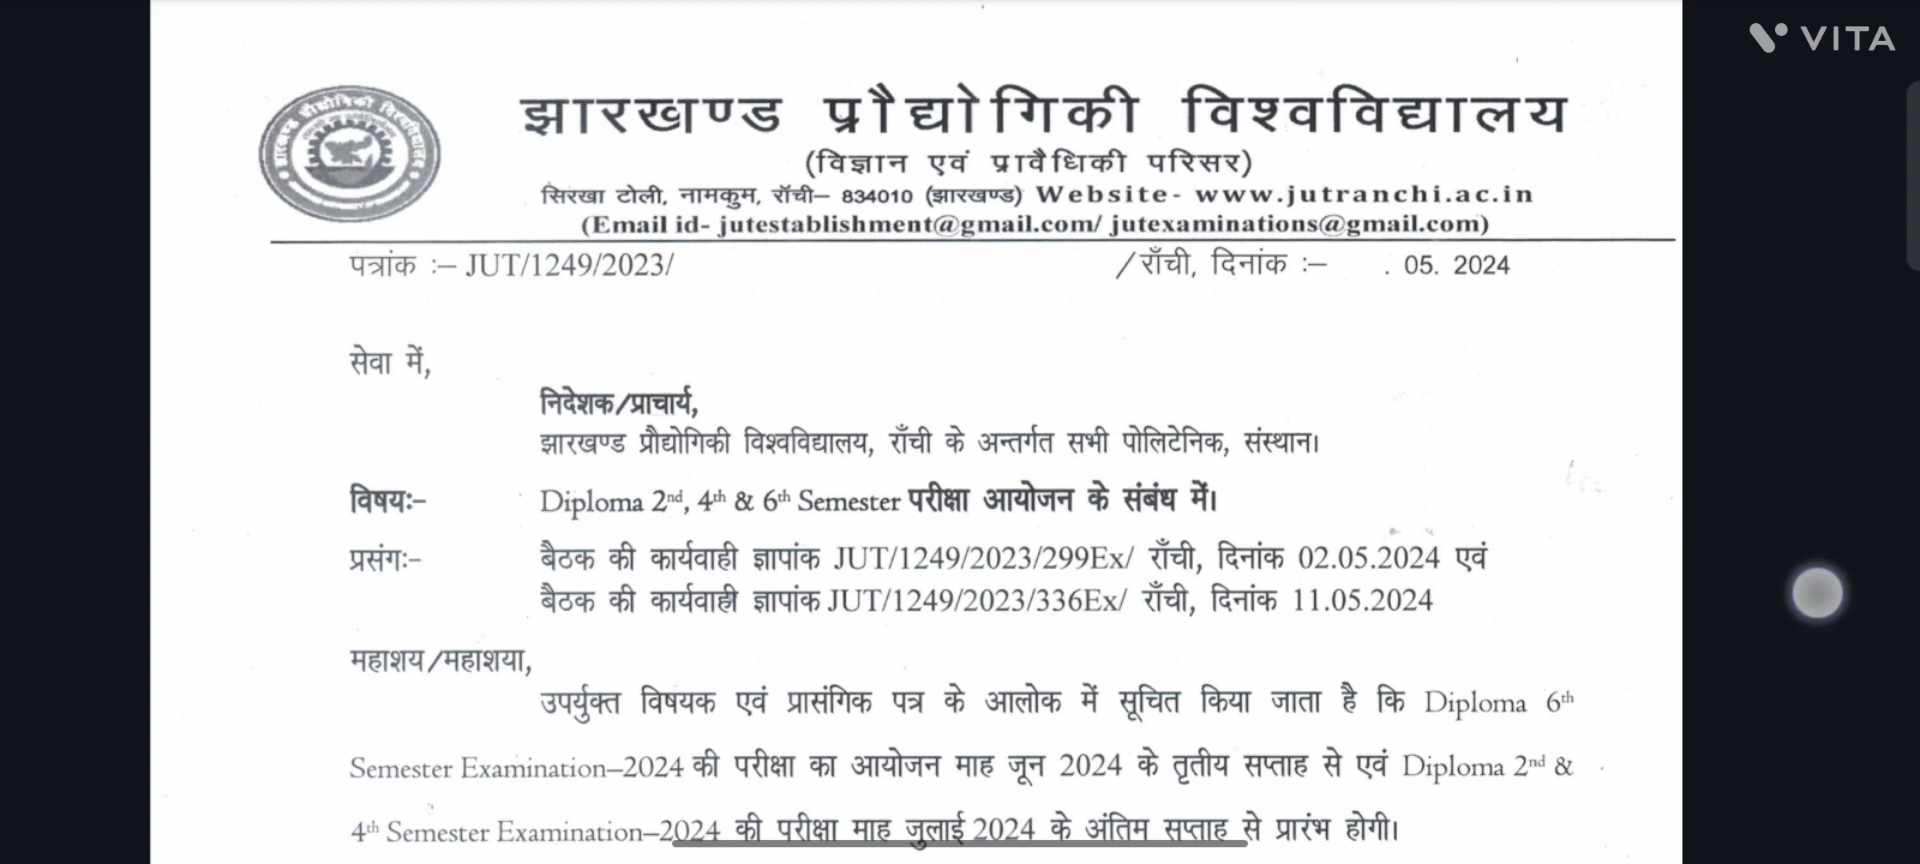 VITA
झारखण्ड प्रौद्योगिकी विश्वविद्यालय
(विज्ञान एवं प्रावैधिकी परिसर)
सिरखा टोली, नामकुम, राँची– 834010 (झारखण्ड) Website- www.jutranchi.ac.in
(Email id- jutestablishment@gmail.com/ jutexaminations@gmail.com)
पत्रांक :– JUT/1249/2023/ /राँची, दिनांक :– . 05. 2024
सेवा में,
निदेशक/प्राचार्य,
झारखण्ड प्रौद्योगिकी विश्वविद्यालय, राँची के अन्तर्गत सभी पोलिटेनिक, संस्थान।
विषयः- Diploma 2nd, 4th & 6th Semester परीक्षा आयोजन के संबंध में।
प्रसंगः- बैठक की कार्यवाही ज्ञापांक JUT/1249/2023/299Ex/ राँची, दिनांक 02.05.2024 एवं
बैठक की कार्यवाही ज्ञापांक JUT/1249/2023/336Ex/ राँची, दिनांक 11.05.2024
महाशय/महाशया,
उपर्युक्त विषयक एवं प्रासंगिक पत्र के आलोक में सूचित किया जाता है कि Diploma 6th
Semester Examination–2024 की परीक्षा का आयोजन माह जून 2024 के तृतीय सप्ताह से एवं Diploma 2nd &
4th Semester Examination–2024 की परीक्षा माह जुलाई 2024 के अंतिम सप्ताह से प्रारंभ होगी।